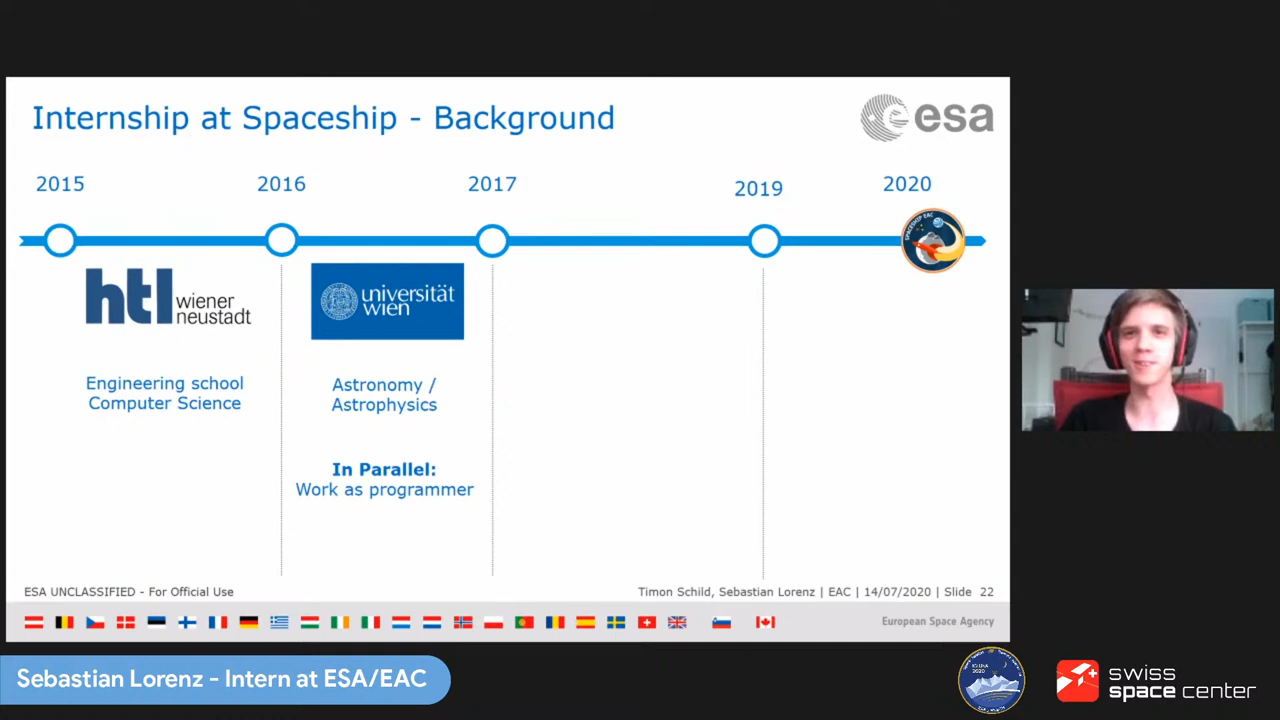 Internship at Spaceship - Background
esa
2015
2016
2017
2019
2020
SPACESHIP EAC
htl wiener neustadt
universität wien
Engineering school
Computer Science
Astronomy /
Astrophysics
In Parallel:
Work as programmer
ESA UNCLASSIFIED - For Official Use
Timon Schild, Sebastian Lorenz | EAC | 14/07/2020 | Slide 22
European Space Agency
Sebastian Lorenz - Intern at ESA/EAC
swiss
space center